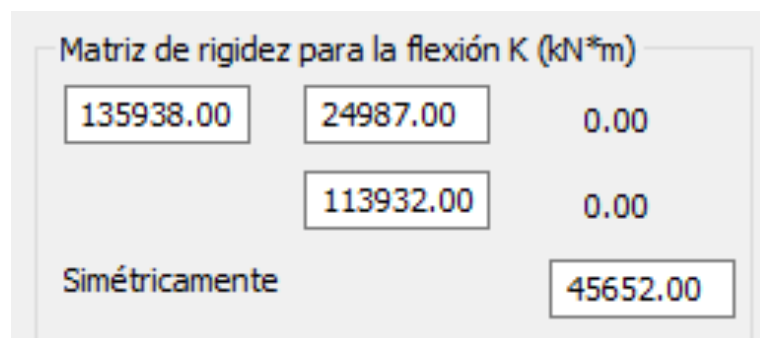 Matriz de rigidez para la flexión K (kN*m)
135938.00 24987.00 0.00
113932.00 0.00
Simétricamente 45652.00